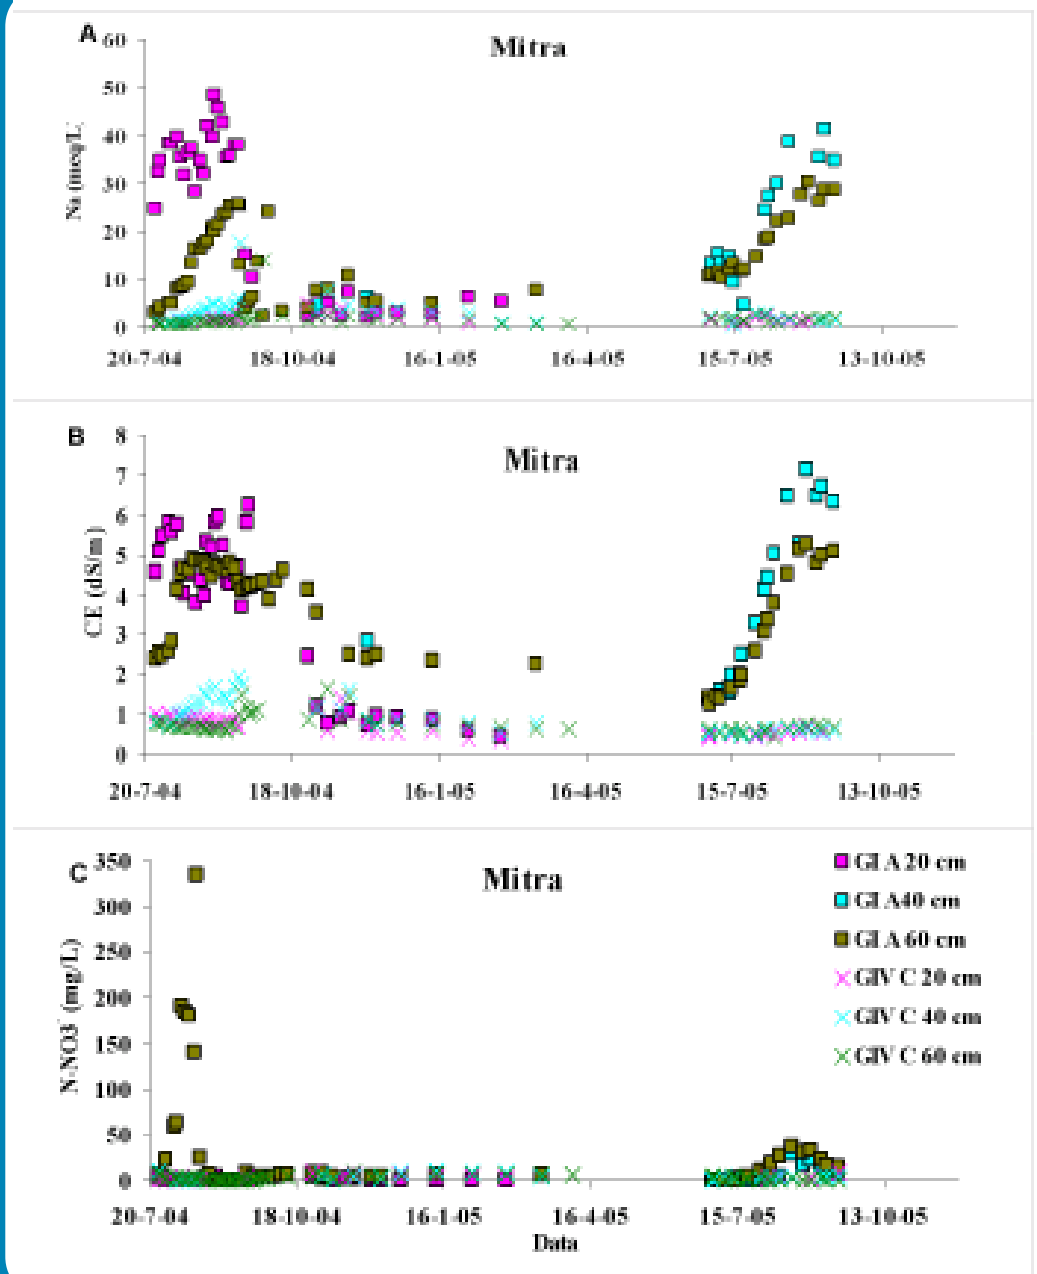 A
Mitra
Na (meq/L)
60
50
40
30
20
10
0
20-7-04 18-10-04 16-1-05 16-4-05 15-7-05 13-10-05
B
Mitra
CE (dS/m)
8
7
6
5
4
3
2
1
0
20-7-04 18-10-04 16-1-05 16-4-05 15-7-05 13-10-05
C
Mitra
N-NO3⁻ (mg/L)
350
300
250
200
150
100
50
0
20-7-04 18-10-04 16-1-05 16-4-05 15-7-05 13-10-05
Data
GI A 20 cm
GI A40 cm
GI A 60 cm
GIV C 20 cm
GIV C 40 cm
GIV C 60 cm